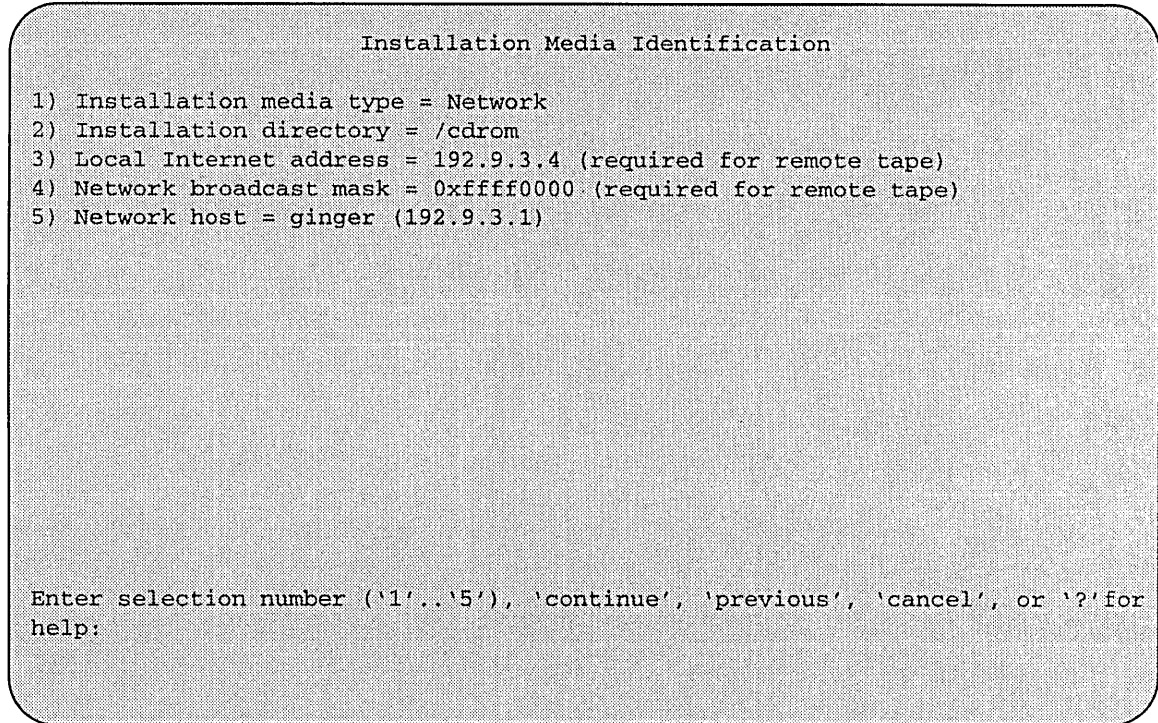 Installation Media Identification
1) Installation media type = Network
2) Installation directory = /cdrom
3) Local Internet address = 192.9.3.4 (required for remote tape)
4) Network broadcast mask = 0xffff0000 (required for remote tape)
5) Network host = ginger (192.9.3.1)
Enter selection number (‘1’..‘5’), ‘continue’, ‘previous’, ‘cancel’, or ‘?’for
help: